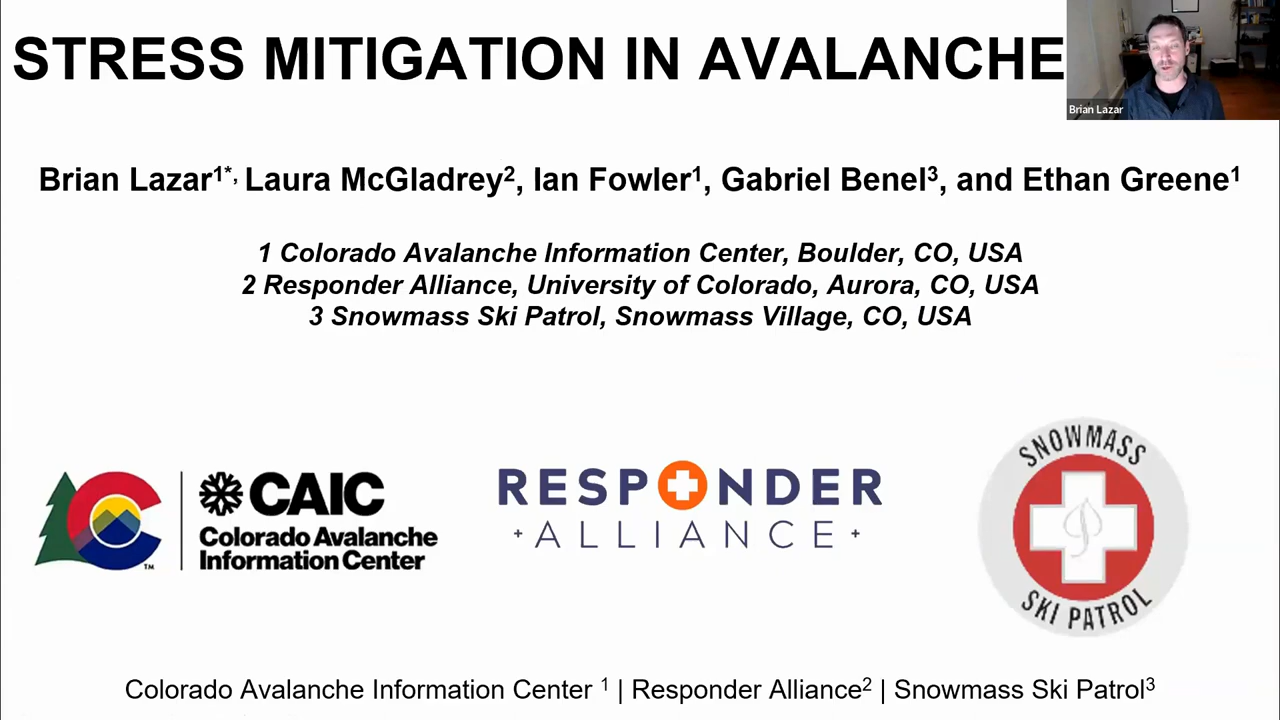 STRESS MITIGATION IN AVALANCHE
Brian Lazar
Brian Lazar1*, Laura McGladrey2, Ian Fowler1, Gabriel Benel3, and Ethan Greene1
1 Colorado Avalanche Information Center, Boulder, CO, USA
2 Responder Alliance, University of Colorado, Aurora, CO, USA
3 Snowmass Ski Patrol, Snowmass Village, CO, USA
CAIC
Colorado Avalanche
Information Center
TM
RESPONDER
ALLIANCE
SNOWMASS
SKI PATROL
Colorado Avalanche Information Center 1 | Responder Alliance2 | Snowmass Ski Patrol3